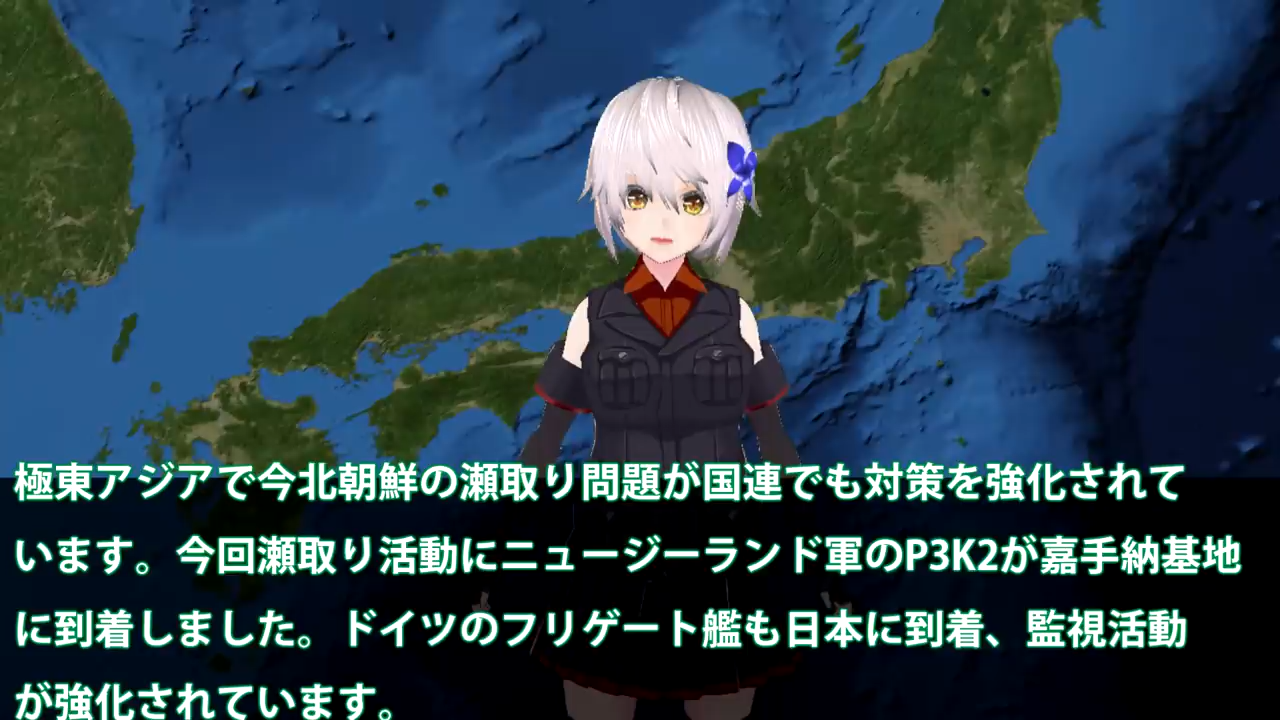 極東アジアで今北朝鮮の瀬取り問題が国連でも対策を強化されて
います。今回瀬取り活動にニュージーランド軍のP3K2が嘉手納基地
に到着しました。ドイツのフリゲート艦も日本に到着、監視活動
が強化されています。